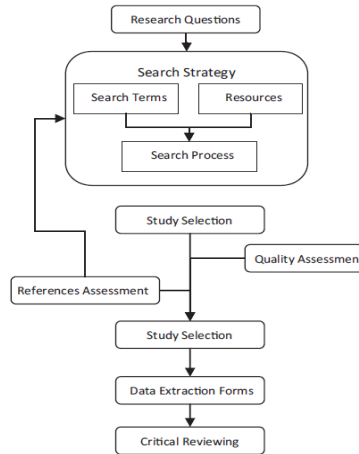 Research Questions
Search Strategy
Search Terms
Resources
Search Process
Study Selection
Quality Assessment
References Assessment
Study Selection
Data Extraction Forms
Critical Reviewing